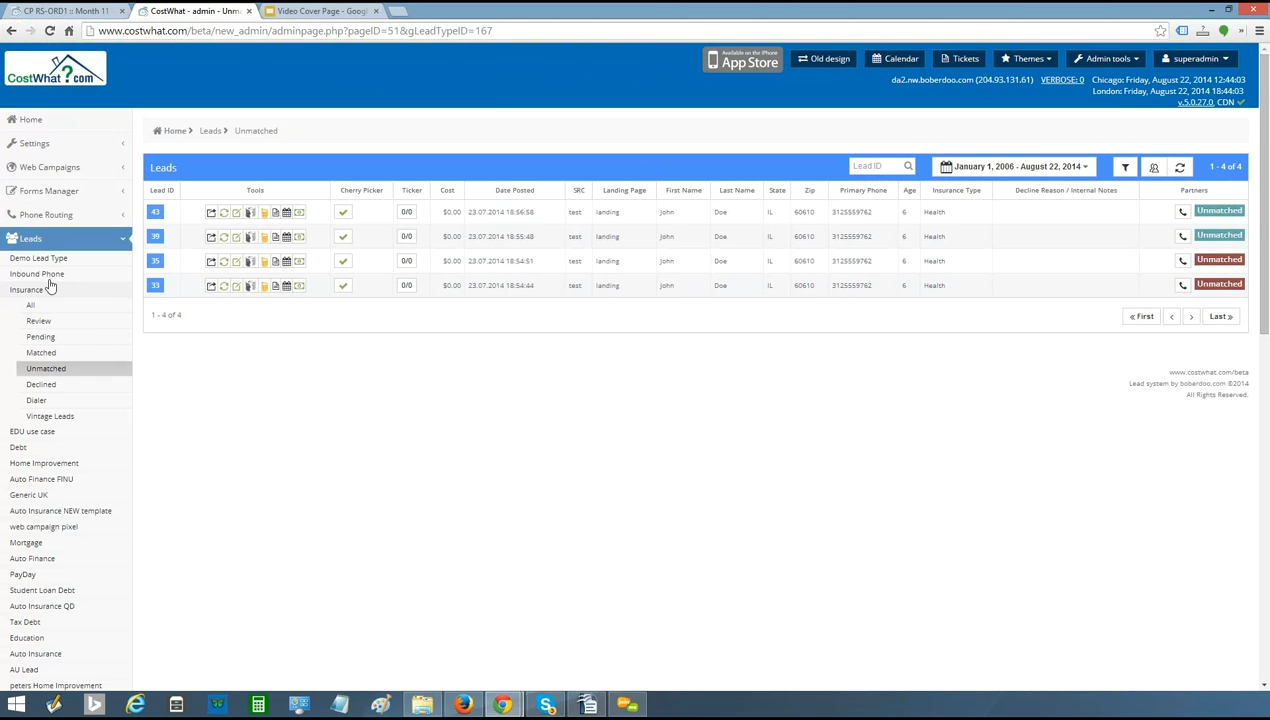 CP RS-ORD1 :: Month 11
CostWhat - admin - Unma
Video Cover Page - Googl
www.costwhat.com/beta/new_admin/adminpage.php?pageID=51&gLeadTypeID=167
CostWhat?.com
Available on the iPhone
App Store
Old design
Calendar
Tickets
Themes
Admin tools
superadmin
da2.nw.boberdoo.com (204.93.131.61) VERBOSE: 0 Chicago: Friday, August 22, 2014 12:44:03
London: Friday, August 22, 2014 18:44:03
v.5.0.27.0 CDN
Home
Settings
Web Campaigns
Forms Manager
Phone Routing
Leads
Demo Lead Type
Inbound Phone
Insurance
All
Review
Pending
Matched
Unmatched
Declined
Dialer
Vintage Leads
EDU use case
Debt
Home Improvement
Auto Finance FINU
Generic UK
Auto Insurance NEW template
web campaign pixel
Mortgage
Auto Finance
PayDay
Student Loan Debt
Auto Insurance QD
Tax Debt
Education
Auto Insurance
AU Lead
peters Home Improvement
Home Leads Unmatched
Leads Lead ID January 1, 2006 - August 22, 2014 1 - 4 of 4
Lead ID Tools Cherry Picker Ticker Cost Date Posted SRC Landing Page First Name Last Name State Zip Primary Phone Age Insurance Type Decline Reason / Internal Notes Partners
43 0/0 $0.00 23.07.2014 18:56:58 test landing John Doe IL 60610 3125559762 6 Health Unmatched
39 0/0 $0.00 23.07.2014 18:55:48 test landing John Doe IL 60610 3125559762 6 Health Unmatched
35 0/0 $0.00 23.07.2014 18:54:51 test landing John Doe IL 60610 3125559762 6 Health Unmatched
33 0/0 $0.00 23.07.2014 18:54:44 test landing John Doe IL 60610 3125559762 6 Health Unmatched
1 - 4 of 4 « First ‹ › Last »
www.costwhat.com/beta
Lead system by boberdoo.com ©2014
All Rights Reserved.